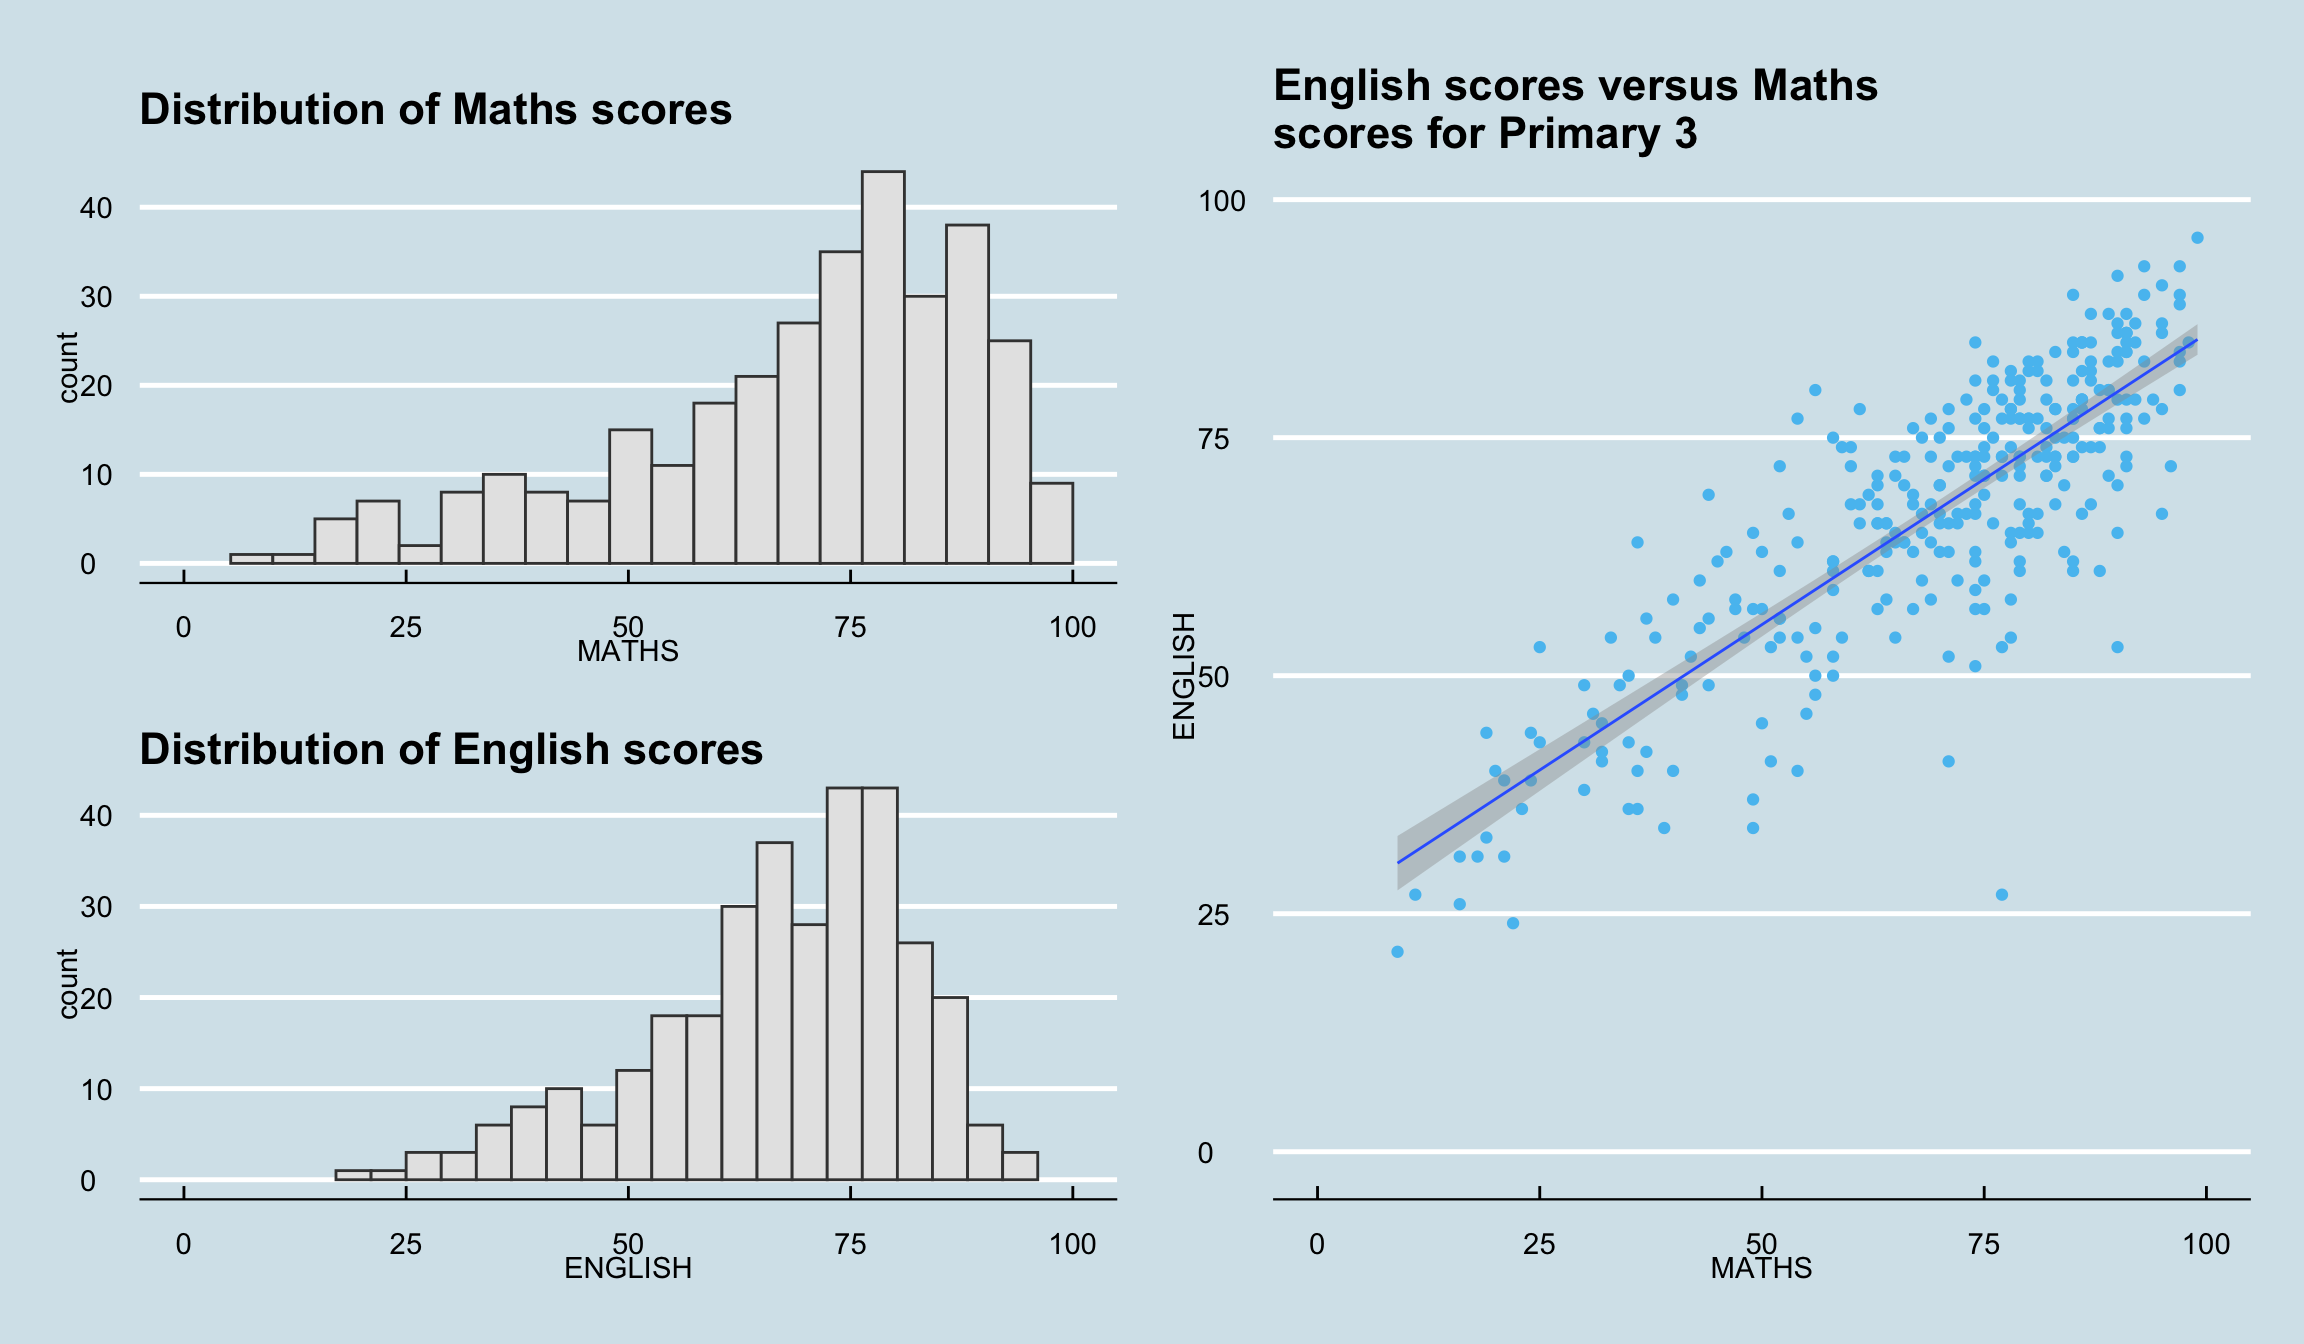 Distribution of Maths scores
40
30
20
10
0
count
0 25 50 75 100
MATHS
Distribution of English scores
40
30
20
10
0
count
0 25 50 75 100
ENGLISH
English scores versus Maths
scores for Primary 3
100
75
50
25
0
ENGLISH
0 25 50 75 100
MATHS